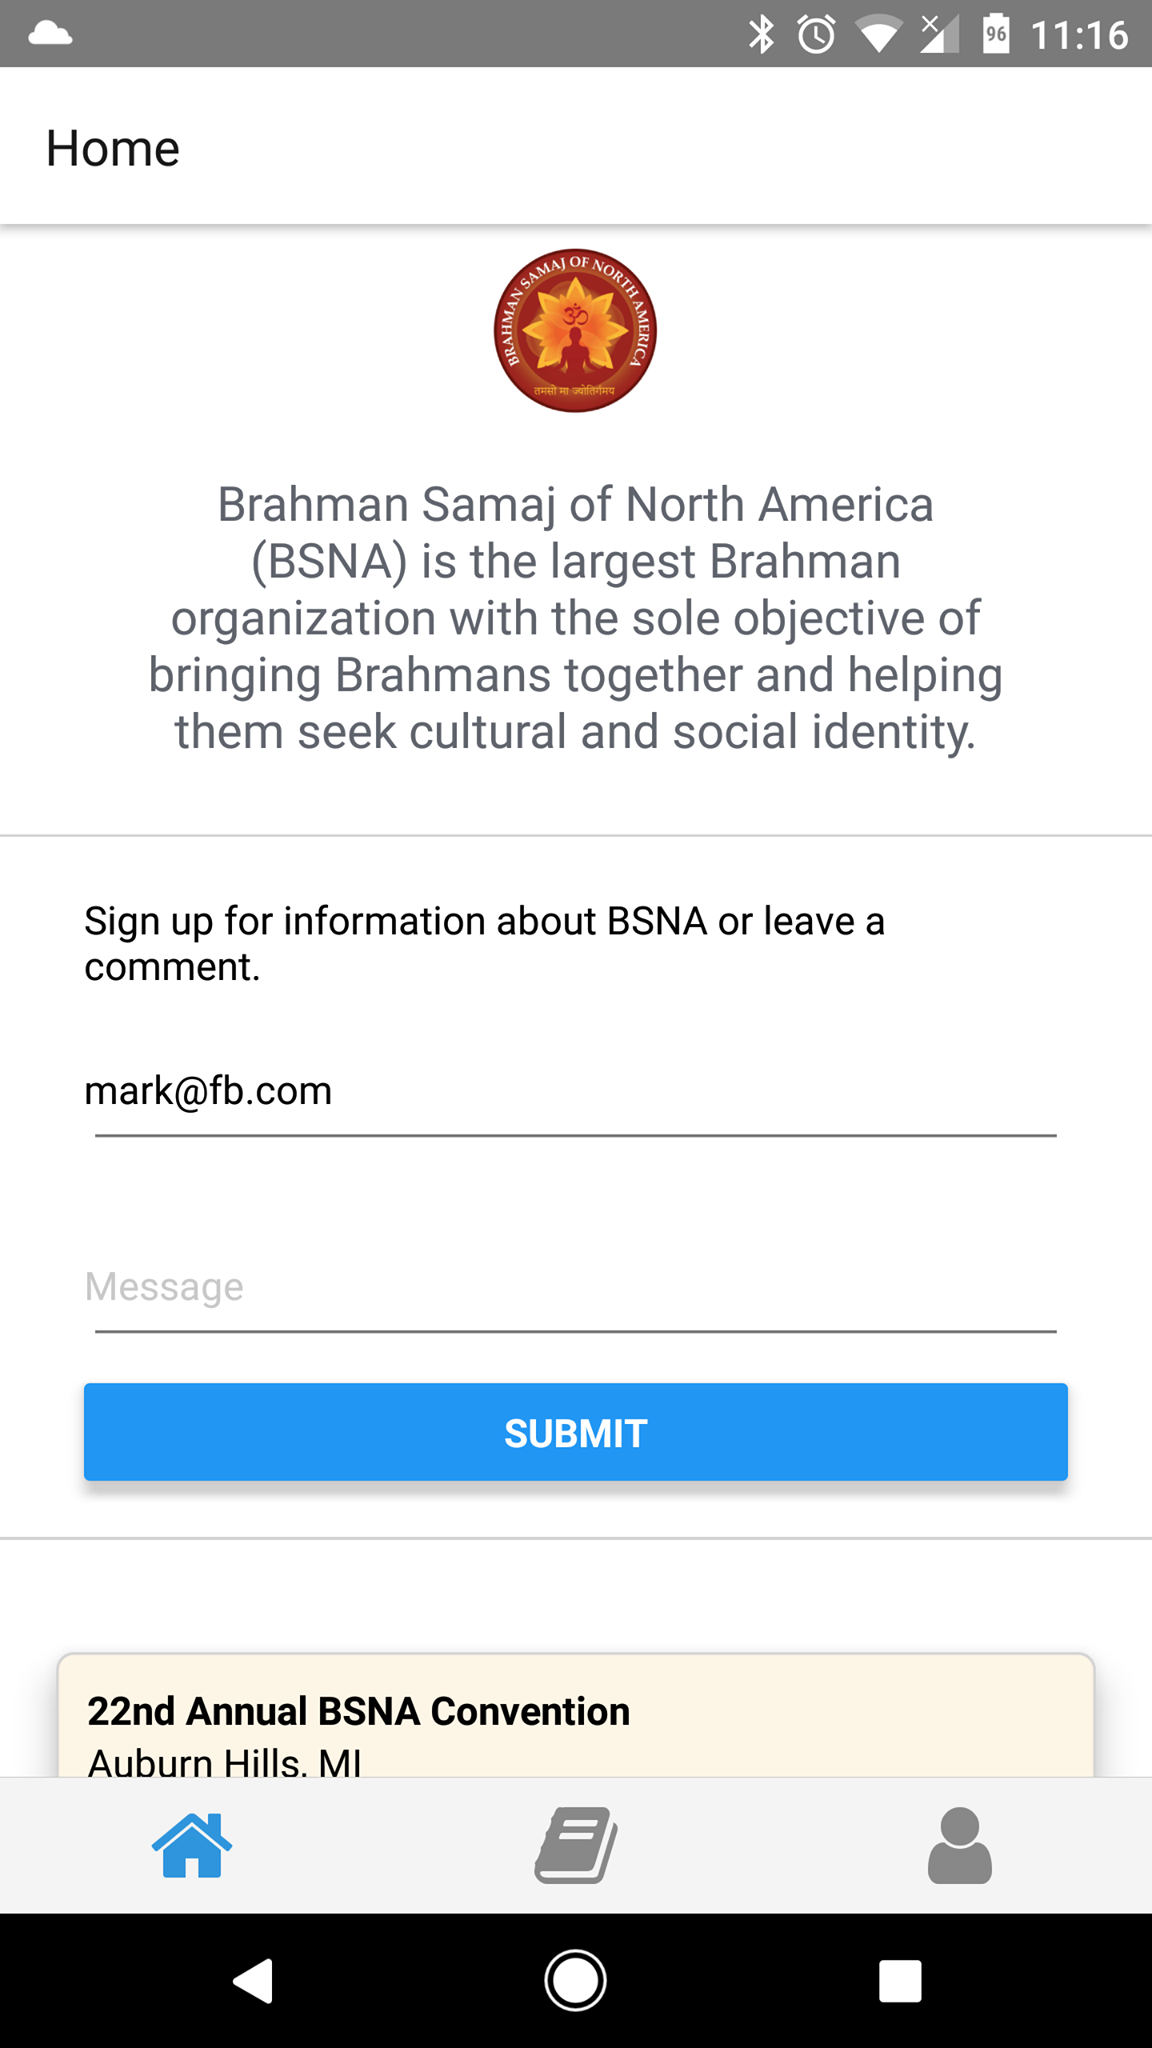 96 11:16
Home
BRAHMAN SAMAJ OF NORTH AMERICA
ॐ
तमसो मा ज्योतिर्गमय
Brahman Samaj of North America
(BSNA) is the largest Brahman
organization with the sole objective of
bringing Brahmans together and helping
them seek cultural and social identity.
Sign up for information about BSNA or leave a
comment.
mark@fb.com
Message
SUBMIT
22nd Annual BSNA Convention
Auburn Hills, MI